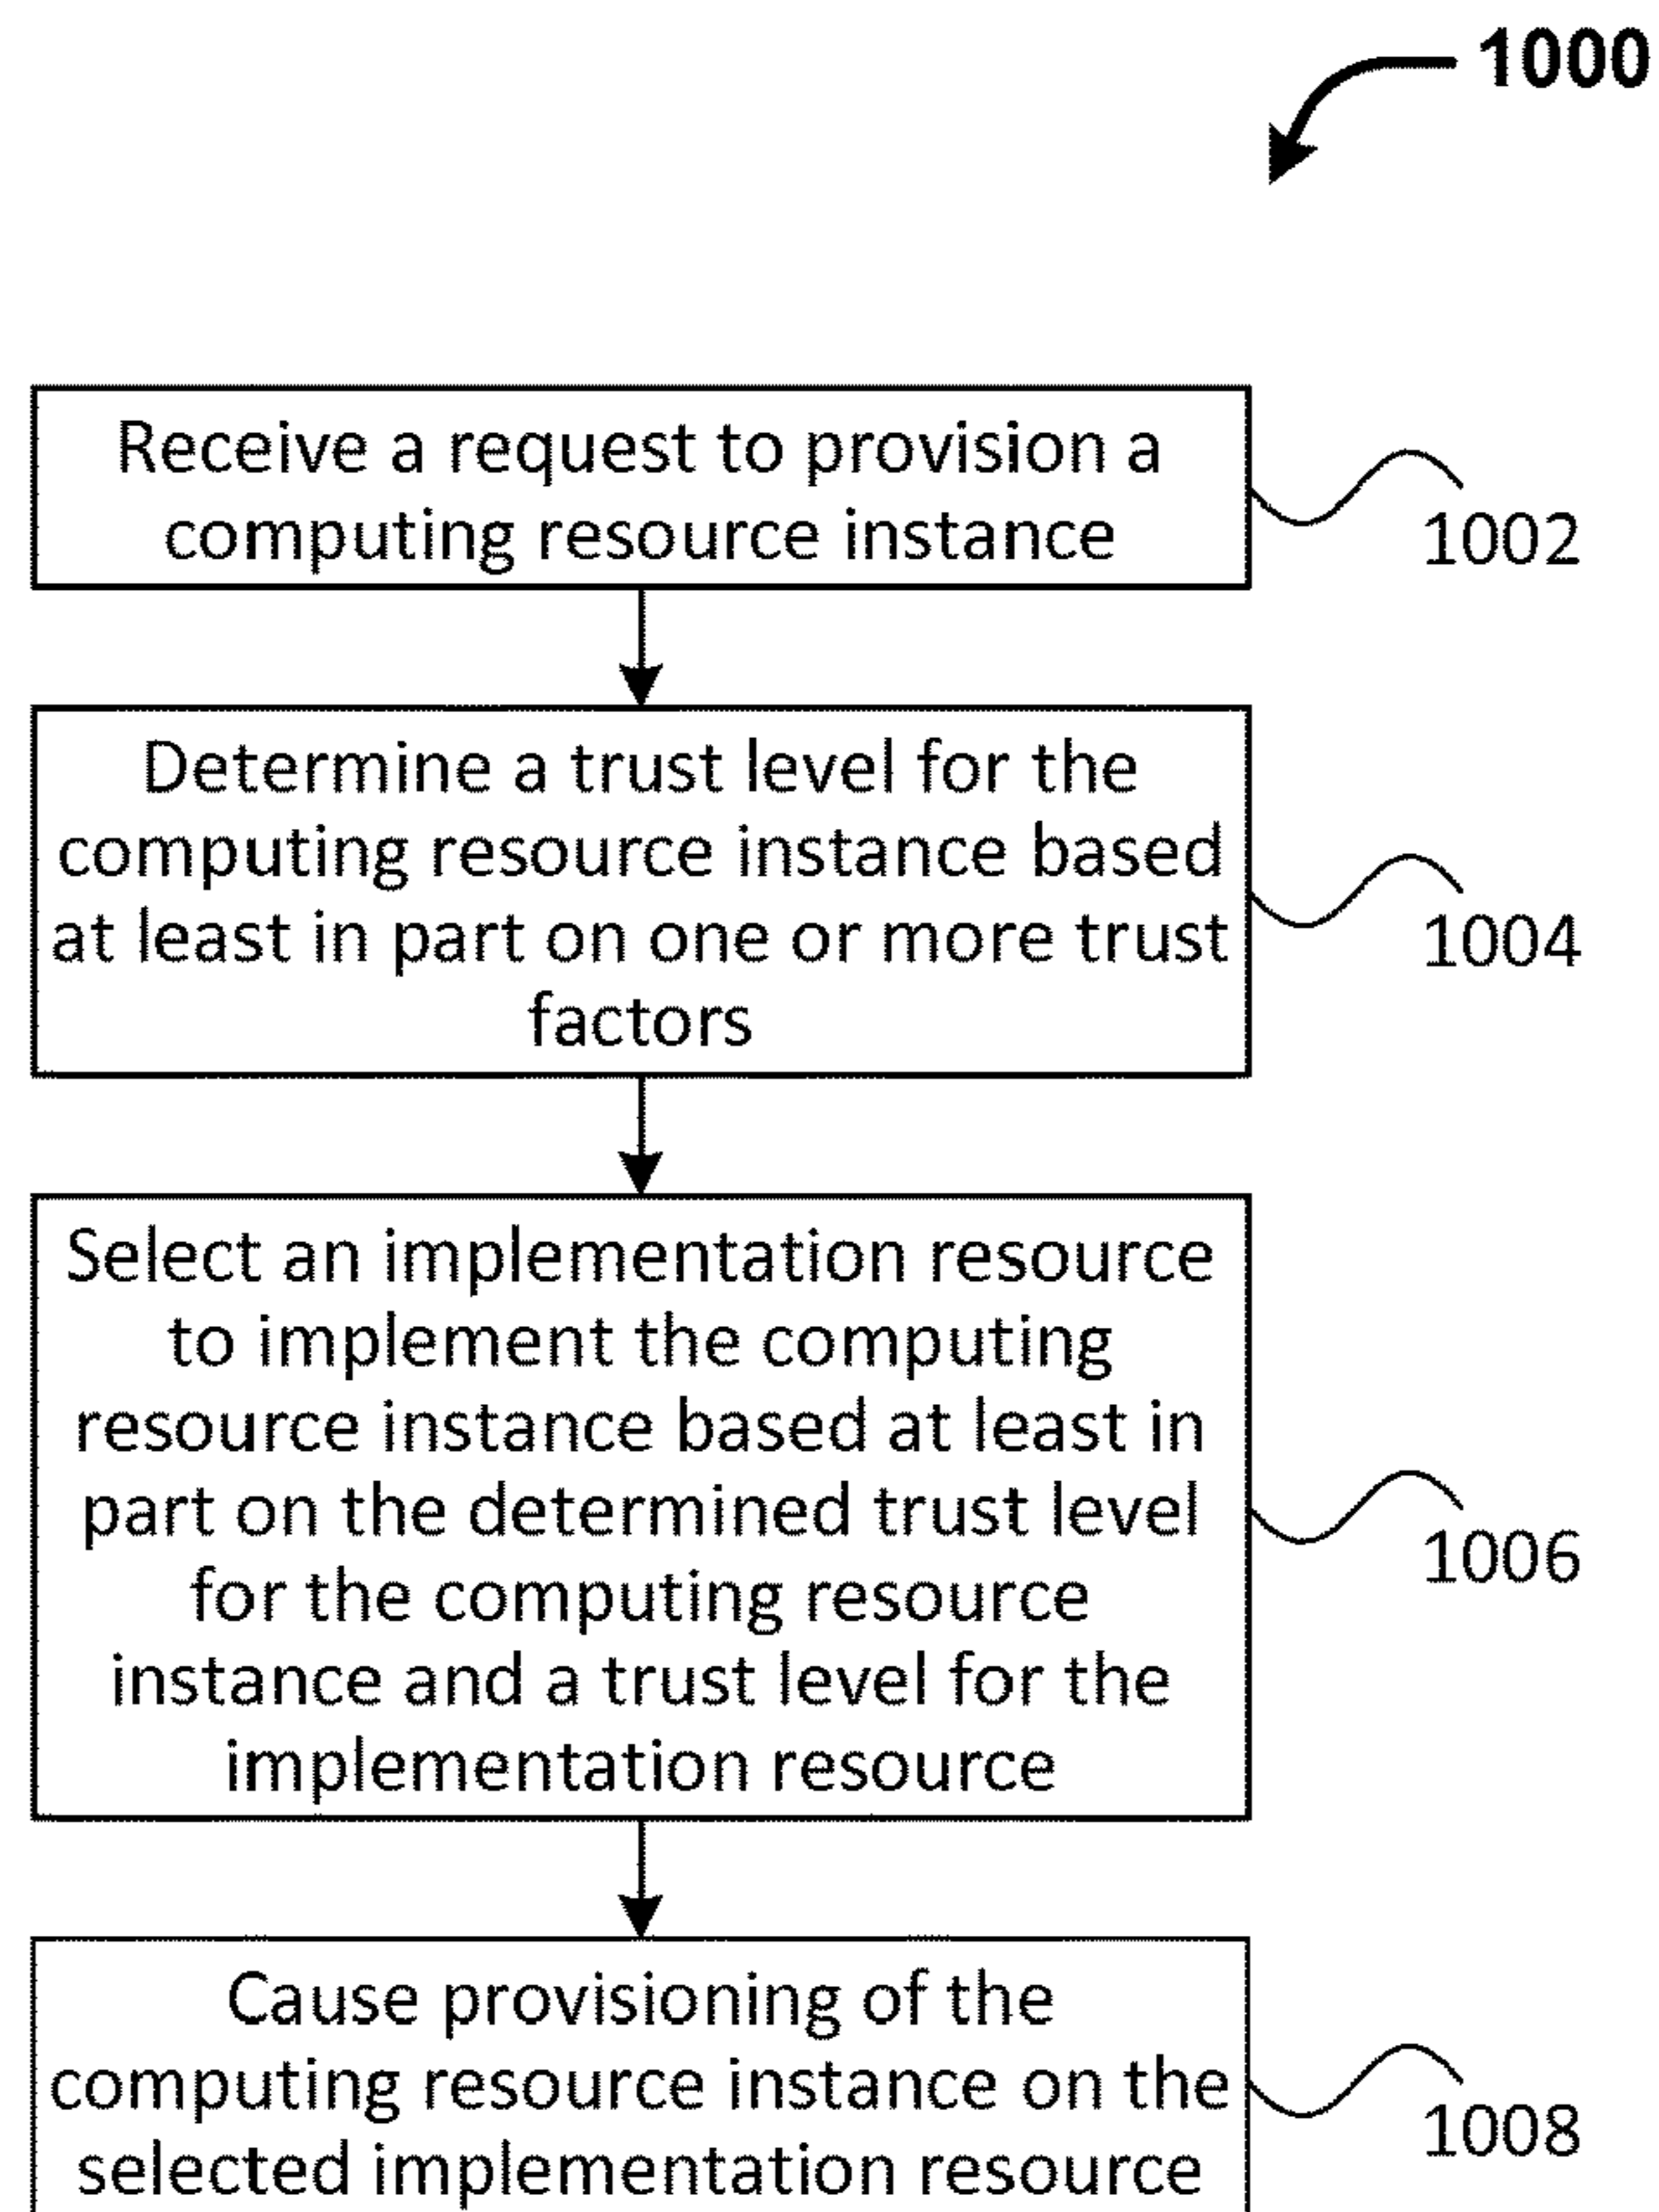 1000
Receive a request to provision a
computing resource instance
1002
Determine a trust level for the
computing resource instance based
at least in part on one or more trust
factors
1004
Select an implementation resource
to implement the computing
resource instance based at least in
part on the determined trust level
for the computing resource
instance and a trust level for the
implementation resource
1006
Cause provisioning of the
computing resource instance on the
selected implementation resource
1008